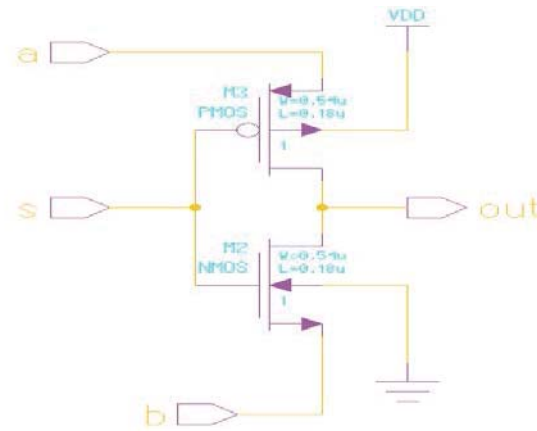 VDD
a
M3
PMOS
W=0.54u
L=0.18u
1
s
out
M2
NMOS
W=0.54u
L=0.18u
1
b